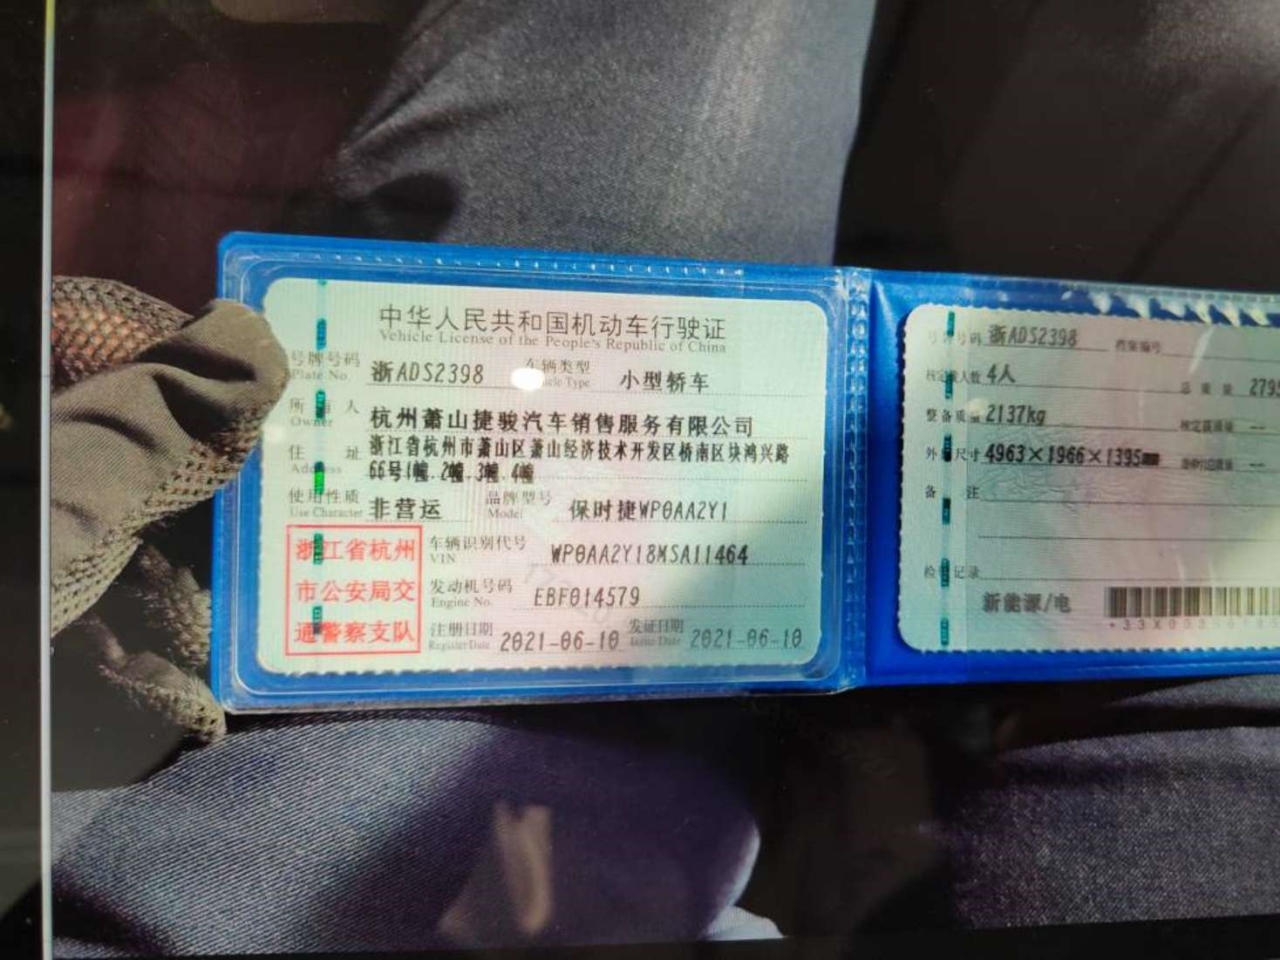 中华人民共和国机动车行驶证
Vehicle License of the People's Republic of China
号牌号码 浙ADS2398 车辆类型 小型轿车
Plate No.
所有人 杭州萧山捷骏汽车销售服务有限公司
Owner
住址 浙江省杭州市萧山区萧山经济技术开发区桥南区块鸿兴路
Address 66号1幢.2幢.3幢.4幢
使用性质 非营运 品牌型号 保时捷WP0AA2Y1
Use Character Model
浙江省杭州
市公安局交
通警察支队
车辆识别代号 WP0AA2Y18MSA11464
VIN
发动机号码 EBF014579
Engine No.
注册日期 2021-06-10 发证日期 2021-06-10
Register Date Issue Date
号牌号码 浙ADS2398 档案编号
核定载人数 4人 总质量
整备质量 2137kg 核定载质量 --
外廓尺寸 4963×1966×1395mm --
备注
检验记录
新能源/电